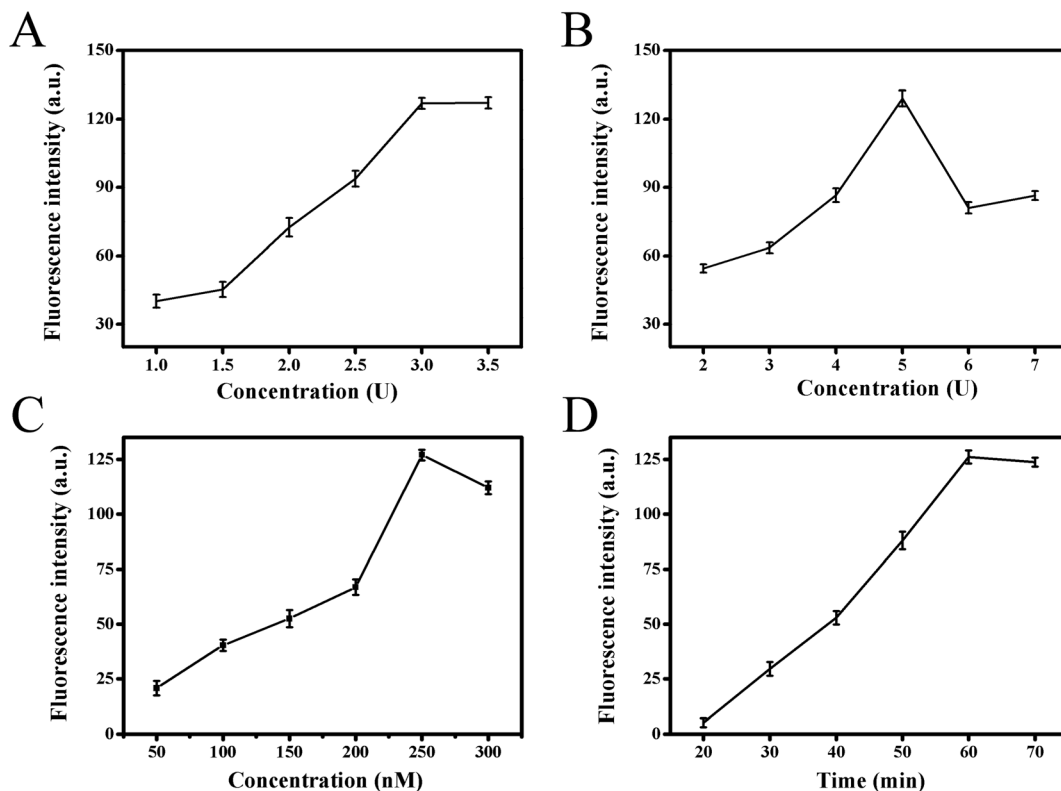 A
Fluorescence intensity (a.u.)
150
120
90
60
30
1.0 1.5 2.0 2.5 3.0 3.5
Concentration (U)
B
Fluorescence intensity (a.u.)
150
120
90
60
30
2 3 4 5 6 7
Concentration (U)
C
Fluorescence intensity (a.u.)
125
100
75
50
25
0
50 100 150 200 250 300
Concentration (nM)
D
Fluorescence intensity (a.u.)
125
100
75
50
25
0
20 30 40 50 60 70
Time (min)